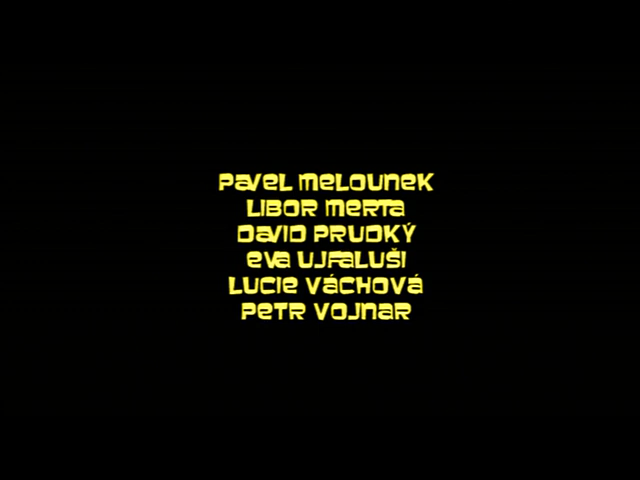 Pavel Melounek
Libor Merta
David Prudký
Eva Ujfaluši
Lucie Váchová
Petr Vojnar